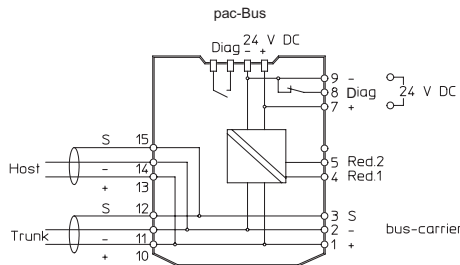 pac-Bus
Diag 24 V DC
- +
9 -
8 Diag 24 V DC
7 +
S 15
Host - 14
+ 13
5 Red.2
4 Red.1
S 12
3 S
Trunk - 11
2 - bus-carrier
1 +
+ 10